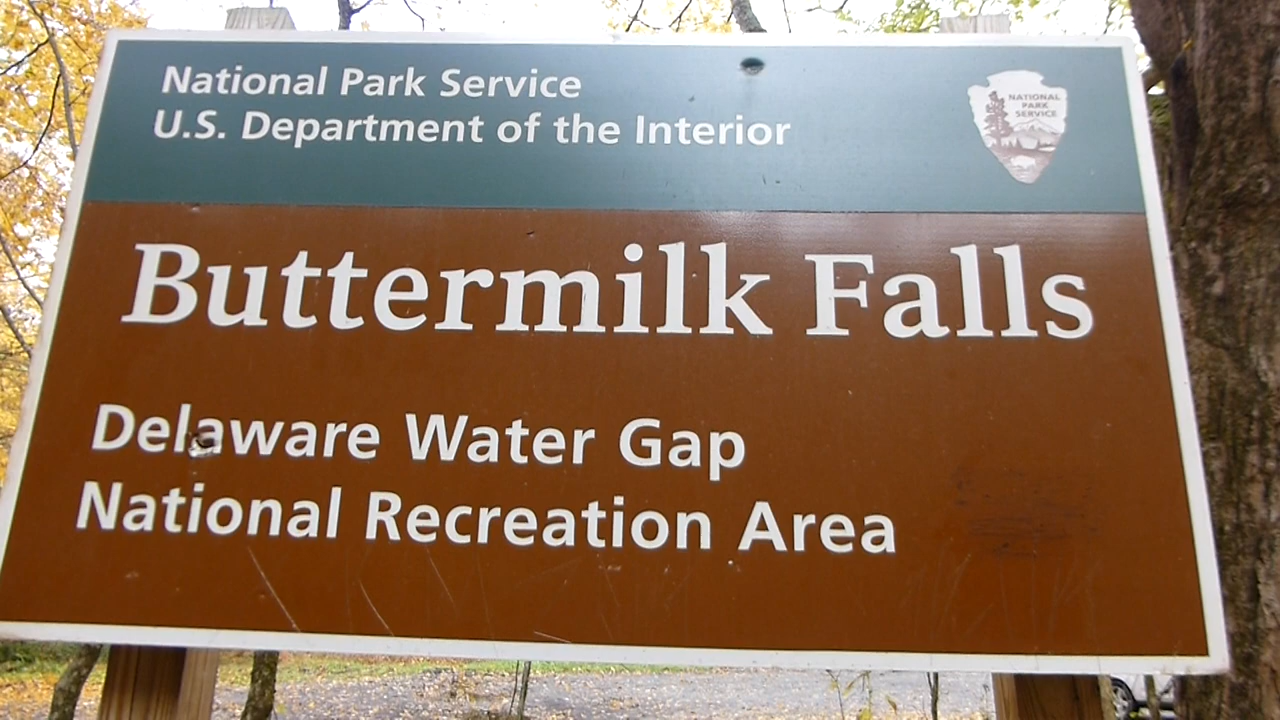 National Park Service
U.S. Department of the Interior
NATIONAL
PARK
SERVICE
Buttermilk Falls
Delaware Water Gap
National Recreation Area